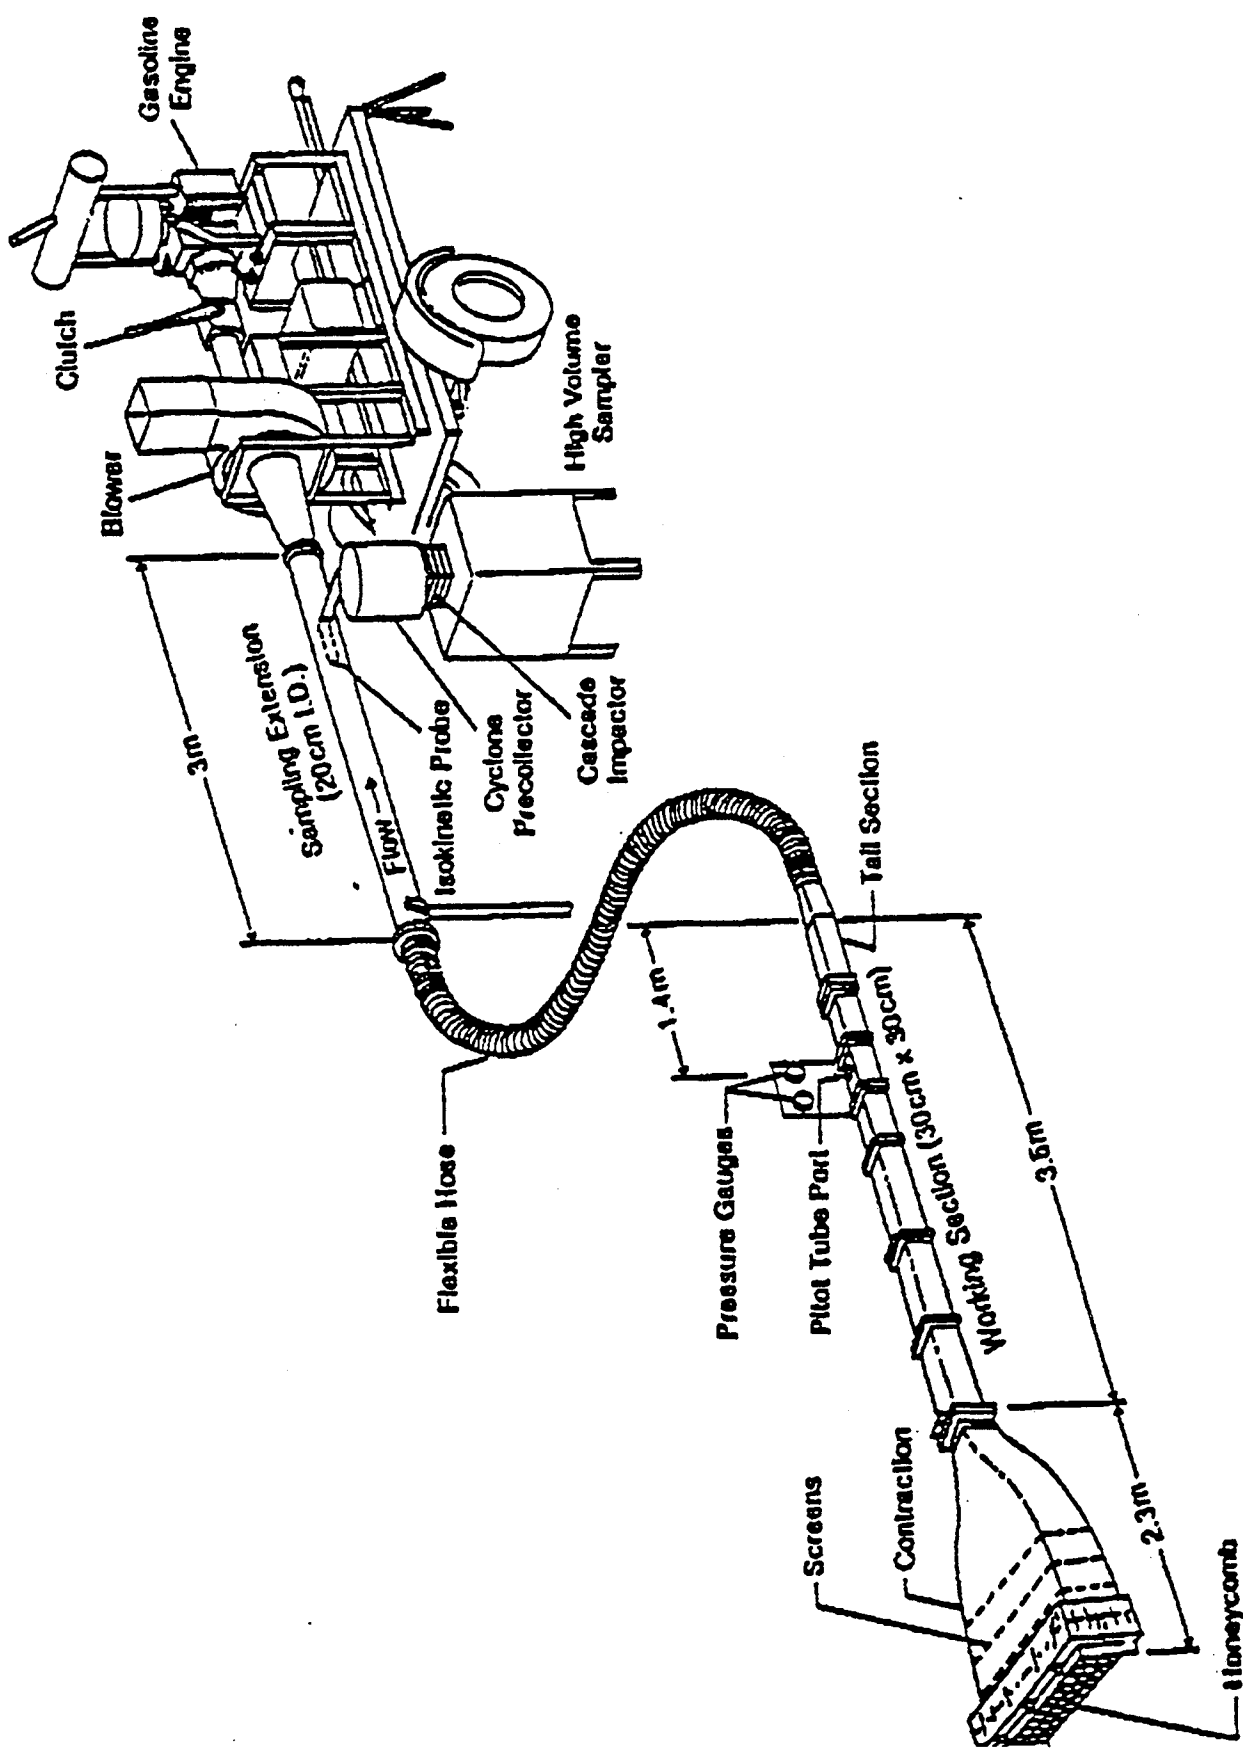 Gasoline
Engine
Clutch
Blower
3m
Sampling Extension
(20cm I.D.)
Flow
High Volume
Sampler
Isokinetic Probe
Cyclone
Precollector
Cascade
Impactor
Flexible Hose
1.4m
Pressure Gauges
Pitot Tube Port
Tail Section
Working Section (30cm x 30cm)
3.6m
Screens
Contraction
2.3m
Honeycomb